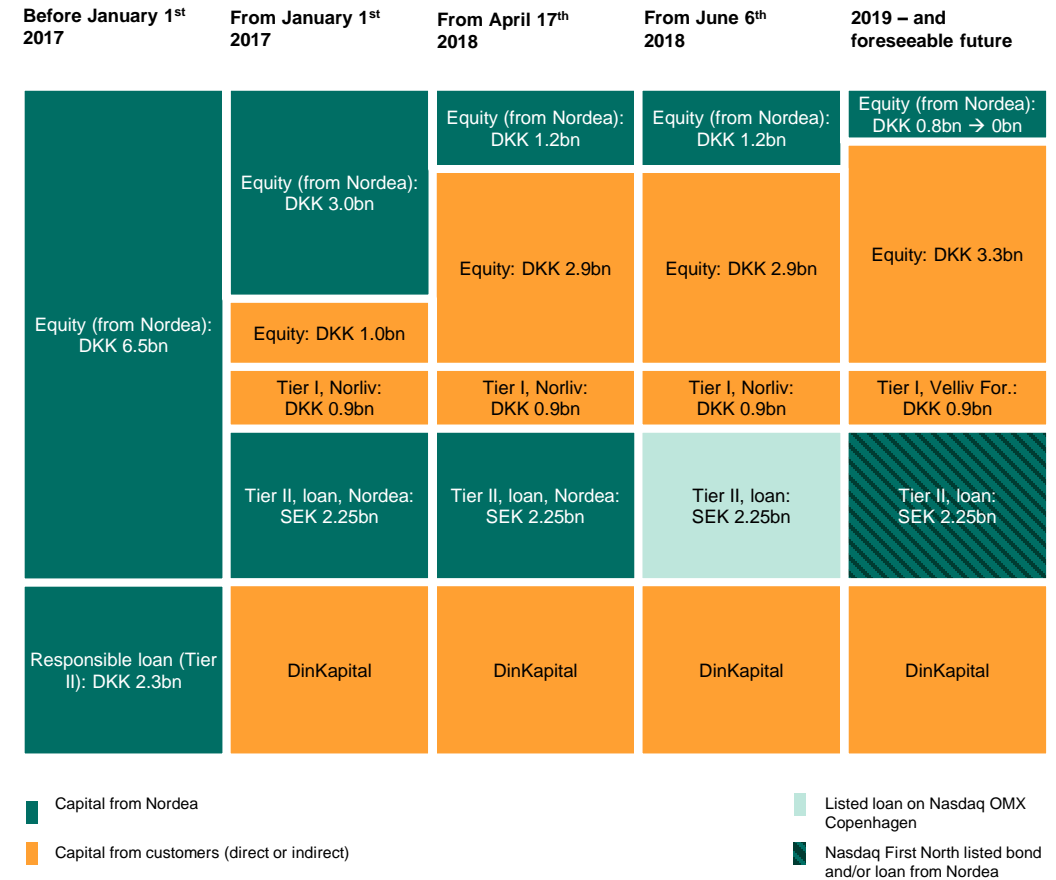 Before January 1st
2017
From January 1st
2017
From April 17th
2018
From June 6th
2018
2019 – and
foreseeable future
Equity (from Nordea):
DKK 6.5bn
Responsible loan (Tier
II): DKK 2.3bn
Equity (from Nordea):
DKK 3.0bn
Equity: DKK 1.0bn
Tier I, Norliv:
DKK 0.9bn
Tier II, loan, Nordea:
SEK 2.25bn
DinKapital
Equity (from Nordea):
DKK 1.2bn
Equity: DKK 2.9bn
Tier I, Norliv:
DKK 0.9bn
Tier II, loan, Nordea:
SEK 2.25bn
DinKapital
Equity (from Nordea):
DKK 1.2bn
Equity: DKK 2.9bn
Tier I, Norliv:
DKK 0.9bn
Tier II, loan:
SEK 2.25bn
DinKapital
Equity (from Nordea):
DKK 0.8bn → 0bn
Equity: DKK 3.3bn
Tier I, Velliv For.:
DKK 0.9bn
Tier II, loan:
SEK 2.25bn
DinKapital
Capital from Nordea
Capital from customers (direct or indirect)
Listed loan on Nasdaq OMX
Copenhagen
Nasdaq First North listed bond
and/or loan from Nordea